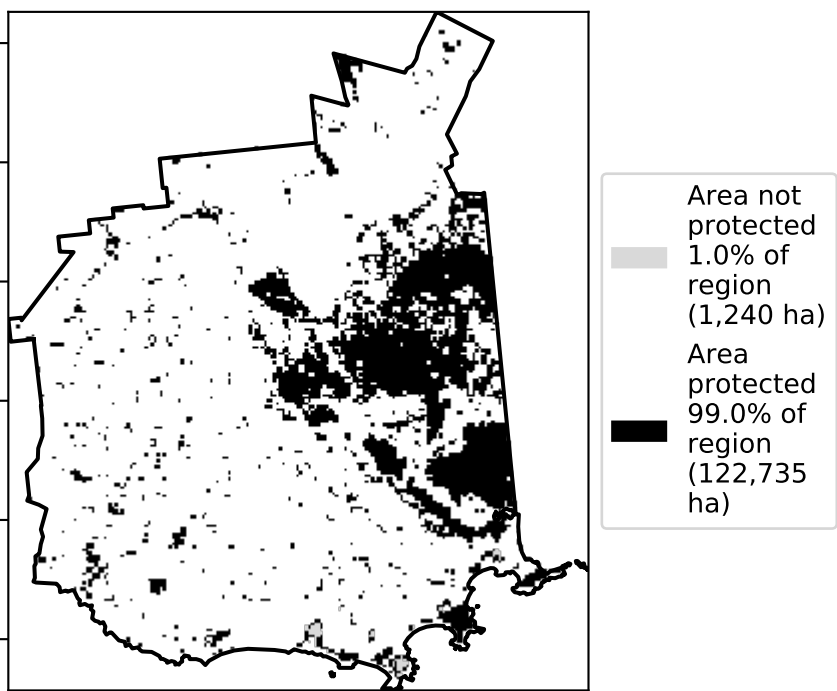 Area not
protected
1.0% of
region
(1,240 ha)
Area
protected
99.0% of
region
(122,735
ha)